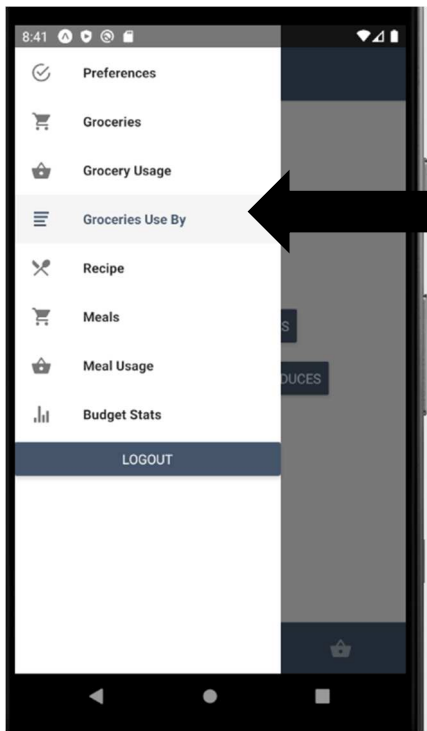 8:41
Preferences
Groceries
Grocery Usage
Groceries Use By
Recipe
Meals
S
Meal Usage
DUCES
Budget Stats
LOGOUT